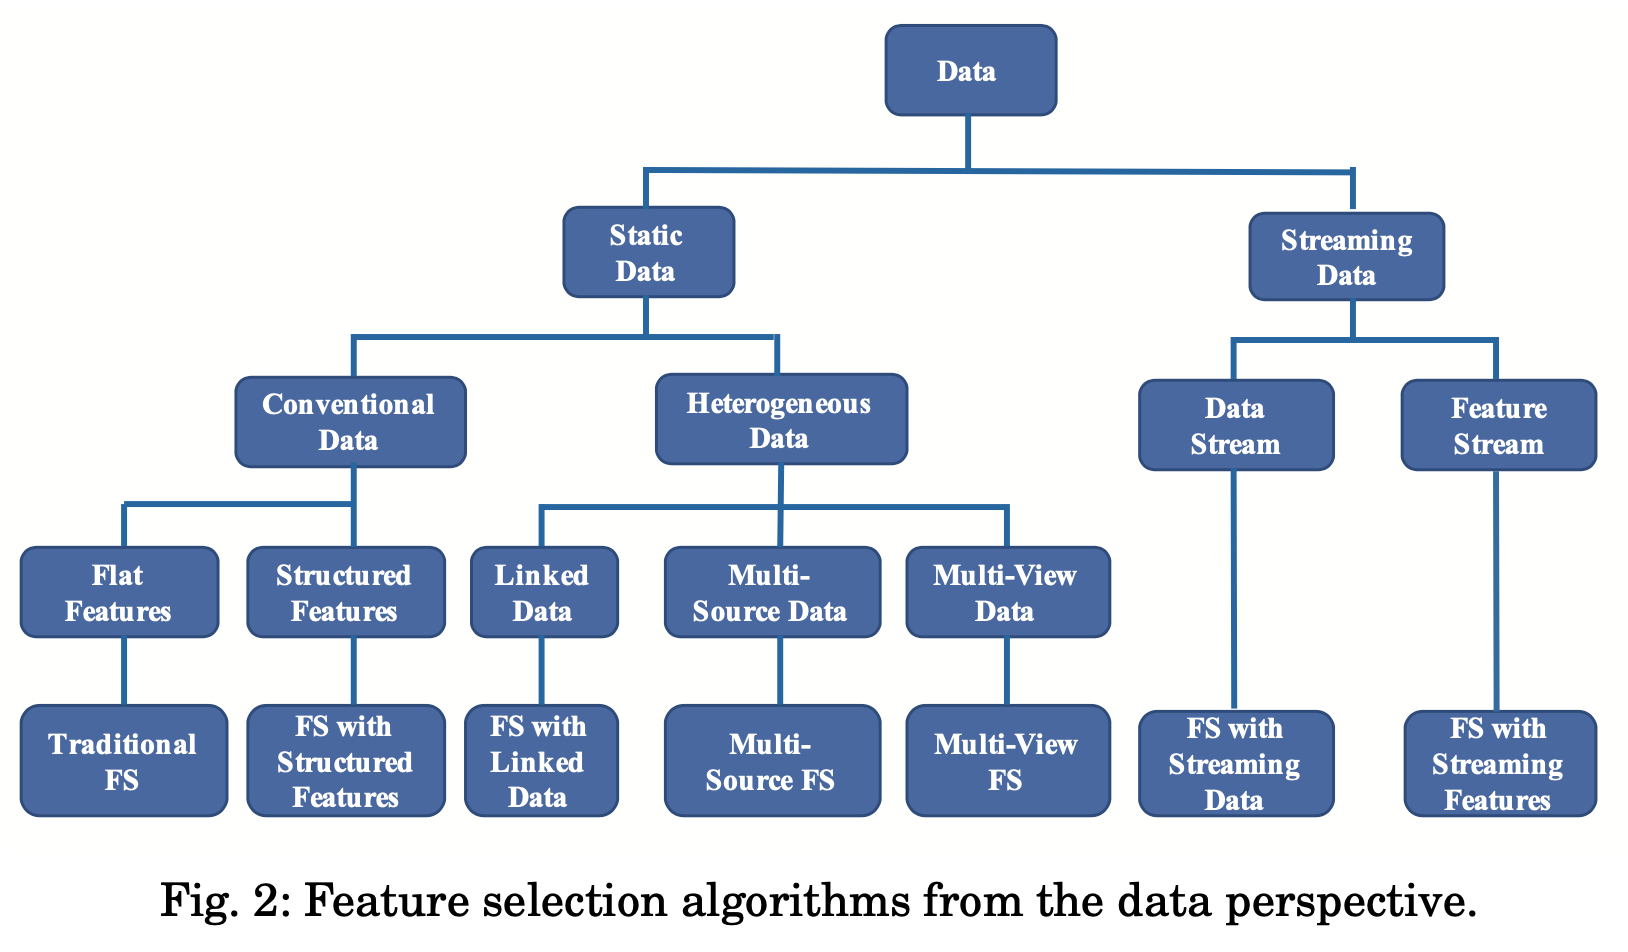 Data
Static
Data
Streaming
Data
Conventional
Data
Heterogeneous
Data
Data
Stream
Feature
Stream
Flat
Features
Structured
Features
Linked
Data
Multi-
Source Data
Multi-View
Data
Traditional
FS
FS with
Structured
Features
FS with
Linked
Data
Multi-
Source FS
Multi-View
FS
FS with
Streaming
Data
FS with
Streaming
Features
Fig. 2: Feature selection algorithms from the data perspective.